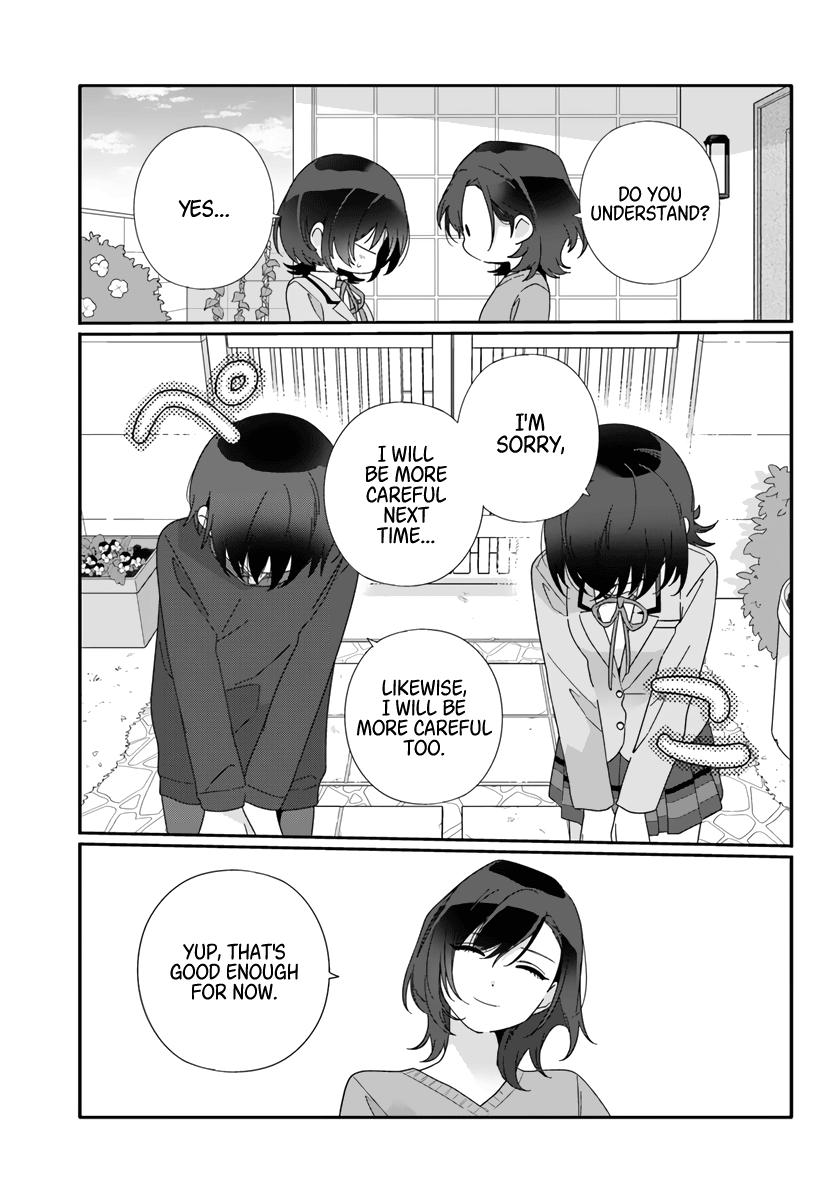 DO YOU
UNDERSTAND?
YES...
I'M
SORRY,
I WILL
BE MORE
CAREFUL
NEXT
TIME...
LIKEWISE,
I WILL BE
MORE CAREFUL
TOO.
YUP, THAT'S
GOOD ENOUGH
FOR NOW.